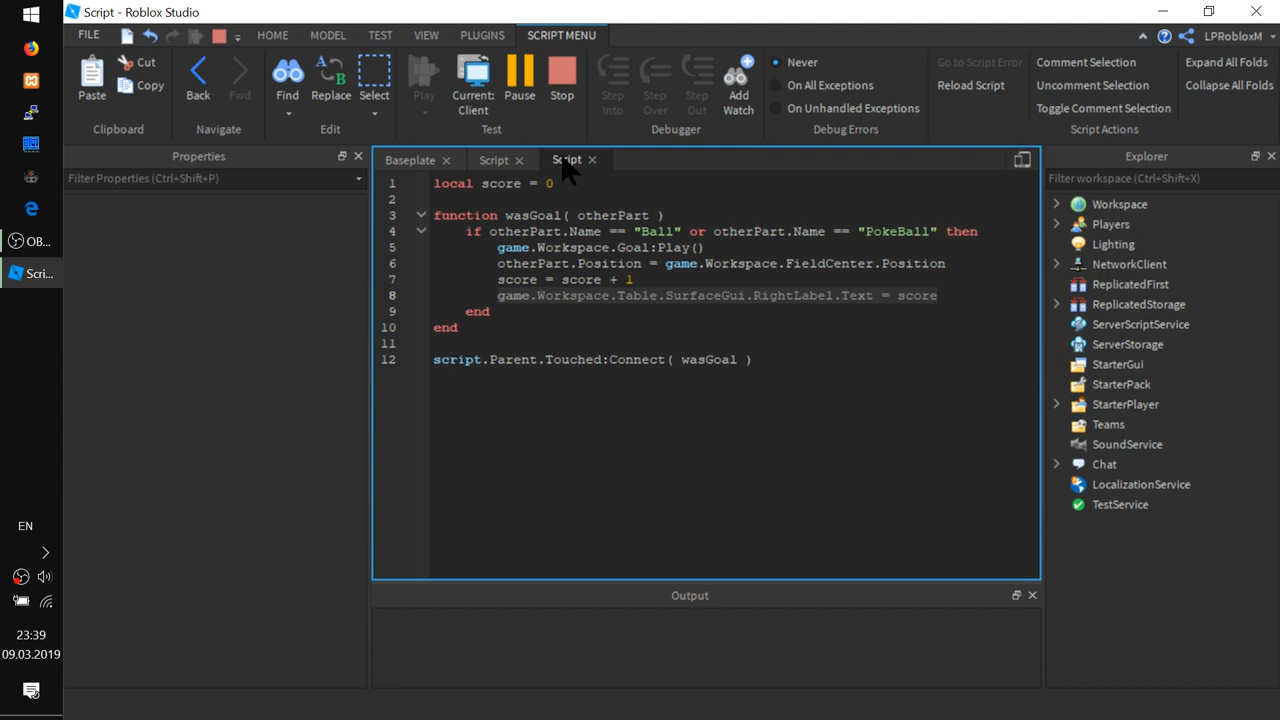 Script - Roblox Studio
FILE
HOME
MODEL
TEST
VIEW
PLUGINS
SCRIPT MENU
LPRobloxM
Paste
Cut
Copy
Clipboard
Back
Fwd
Navigate
Find
Replace
Select
Edit
Play
Current:
Client
Pause
Stop
Test
Step
Into
Step
Over
Step
Out
Add
Watch
Debugger
Never
On All Exceptions
On Unhandled Exceptions
Debug Errors
Go to Script Error
Reload Script
Comment Selection
Uncomment Selection
Toggle Comment Selection
Expand All Folds
Collapse All Folds
Script Actions
Properties
Filter Properties (Ctrl+Shift+P)
Baseplate
Script
Script
1 local score = 0
2
3 function wasGoal( otherPart )
4 if otherPart.Name == "Ball" or otherPart.Name == "PokeBall" then
5 game.Workspace.Goal:Play()
6 otherPart.Position = game.Workspace.FieldCenter.Position
7 score = score + 1
8 game.Workspace.Table.SurfaceGui.RightLabel.Text = score
9 end
10 end
11
12 script.Parent.Touched:Connect( wasGoal )
Output
Explorer
Filter workspace (Ctrl+Shift+X)
Workspace
Players
Lighting
NetworkClient
ReplicatedFirst
ReplicatedStorage
ServerScriptService
ServerStorage
StarterGui
StarterPack
StarterPlayer
Teams
SoundService
Chat
LocalizationService
TestService
OB...
Scri...
EN
23:39
09.03.2019